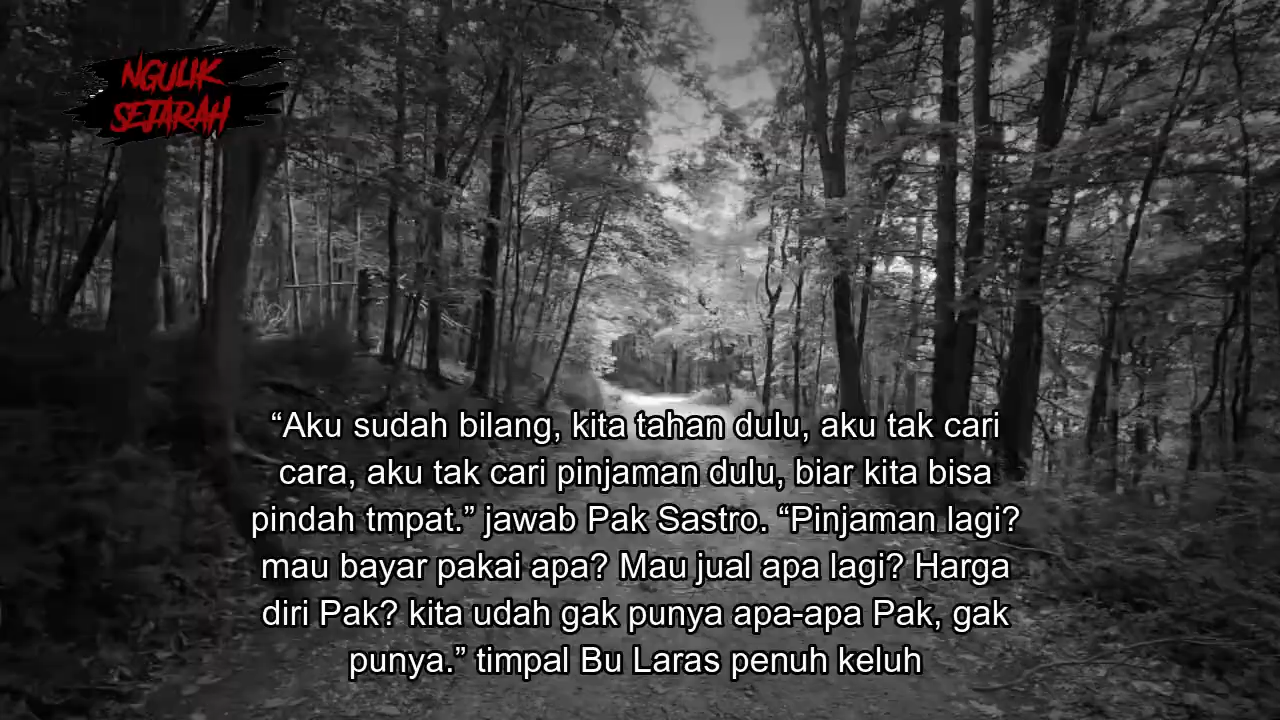 NGULIK
SEJARAH
“Aku sudah bilang, kita tahan dulu, aku tak cari
cara, aku tak cari pinjaman dulu, biar kita bisa
pindah tmpat.” jawab Pak Sastro. “Pinjaman lagi?
mau bayar pakai apa? Mau jual apa lagi? Harga
diri Pak? kita udah gak punya apa-apa Pak, gak
punya.” timpal Bu Laras penuh keluh